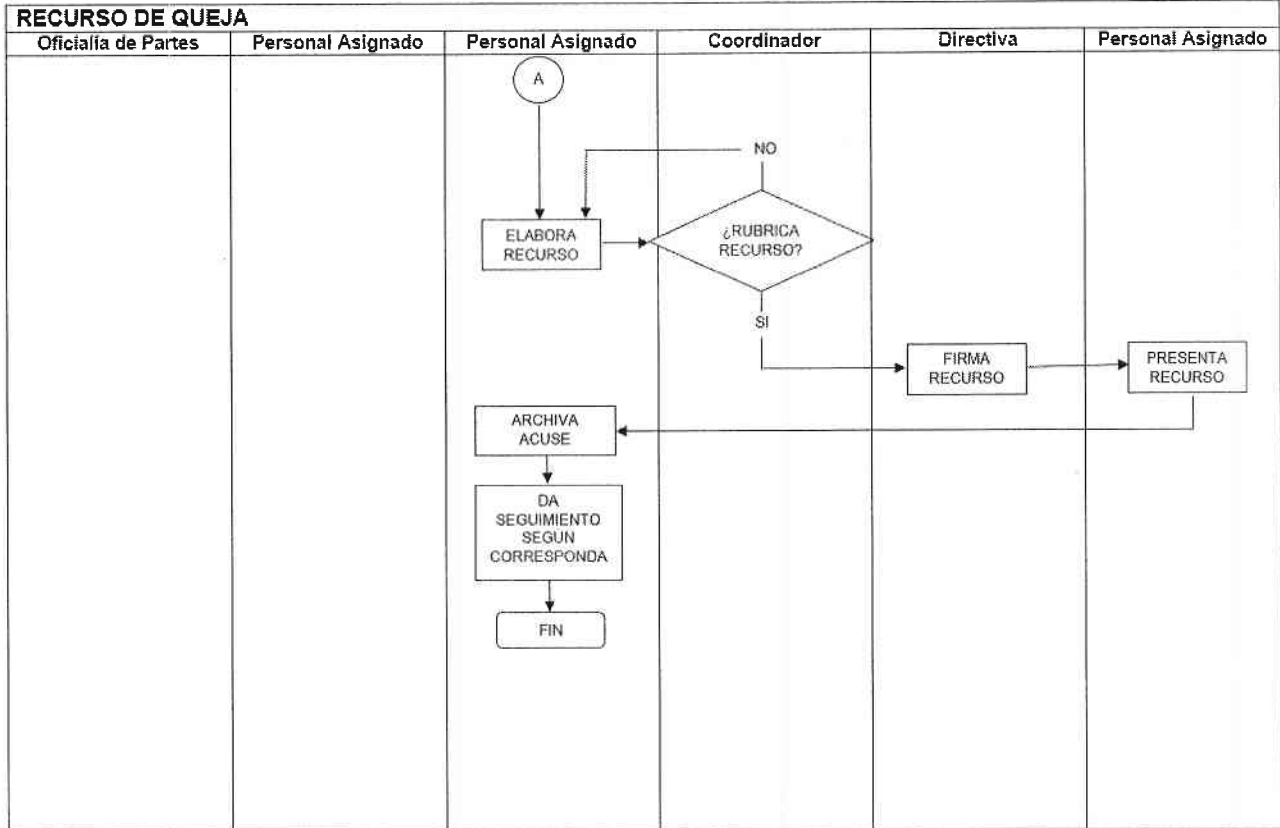 RECURSO DE QUEJA
Oficialía de Partes
Personal Asignado
Personal Asignado
Coordinador
Directiva
Personal Asignado
A
NO
ELABORA
RECURSO
¿RUBRICA
RECURSO?
SI
FIRMA
RECURSO
PRESENTA
RECURSO
ARCHIVA
ACUSE
DA
SEGUIMIENTO
SEGUN
CORRESPONDA
FIN